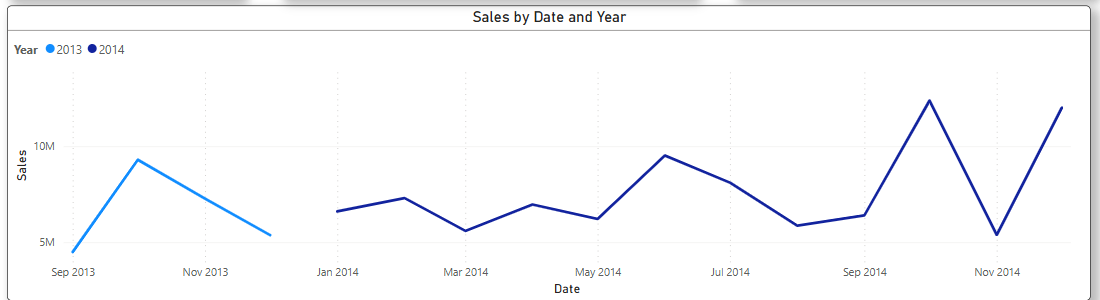 Sales by Date and Year
Year 2013 2014
Sales
10M
5M
Sep 2013 Nov 2013 Jan 2014 Mar 2014 May 2014 Jul 2014 Sep 2014 Nov 2014
Date